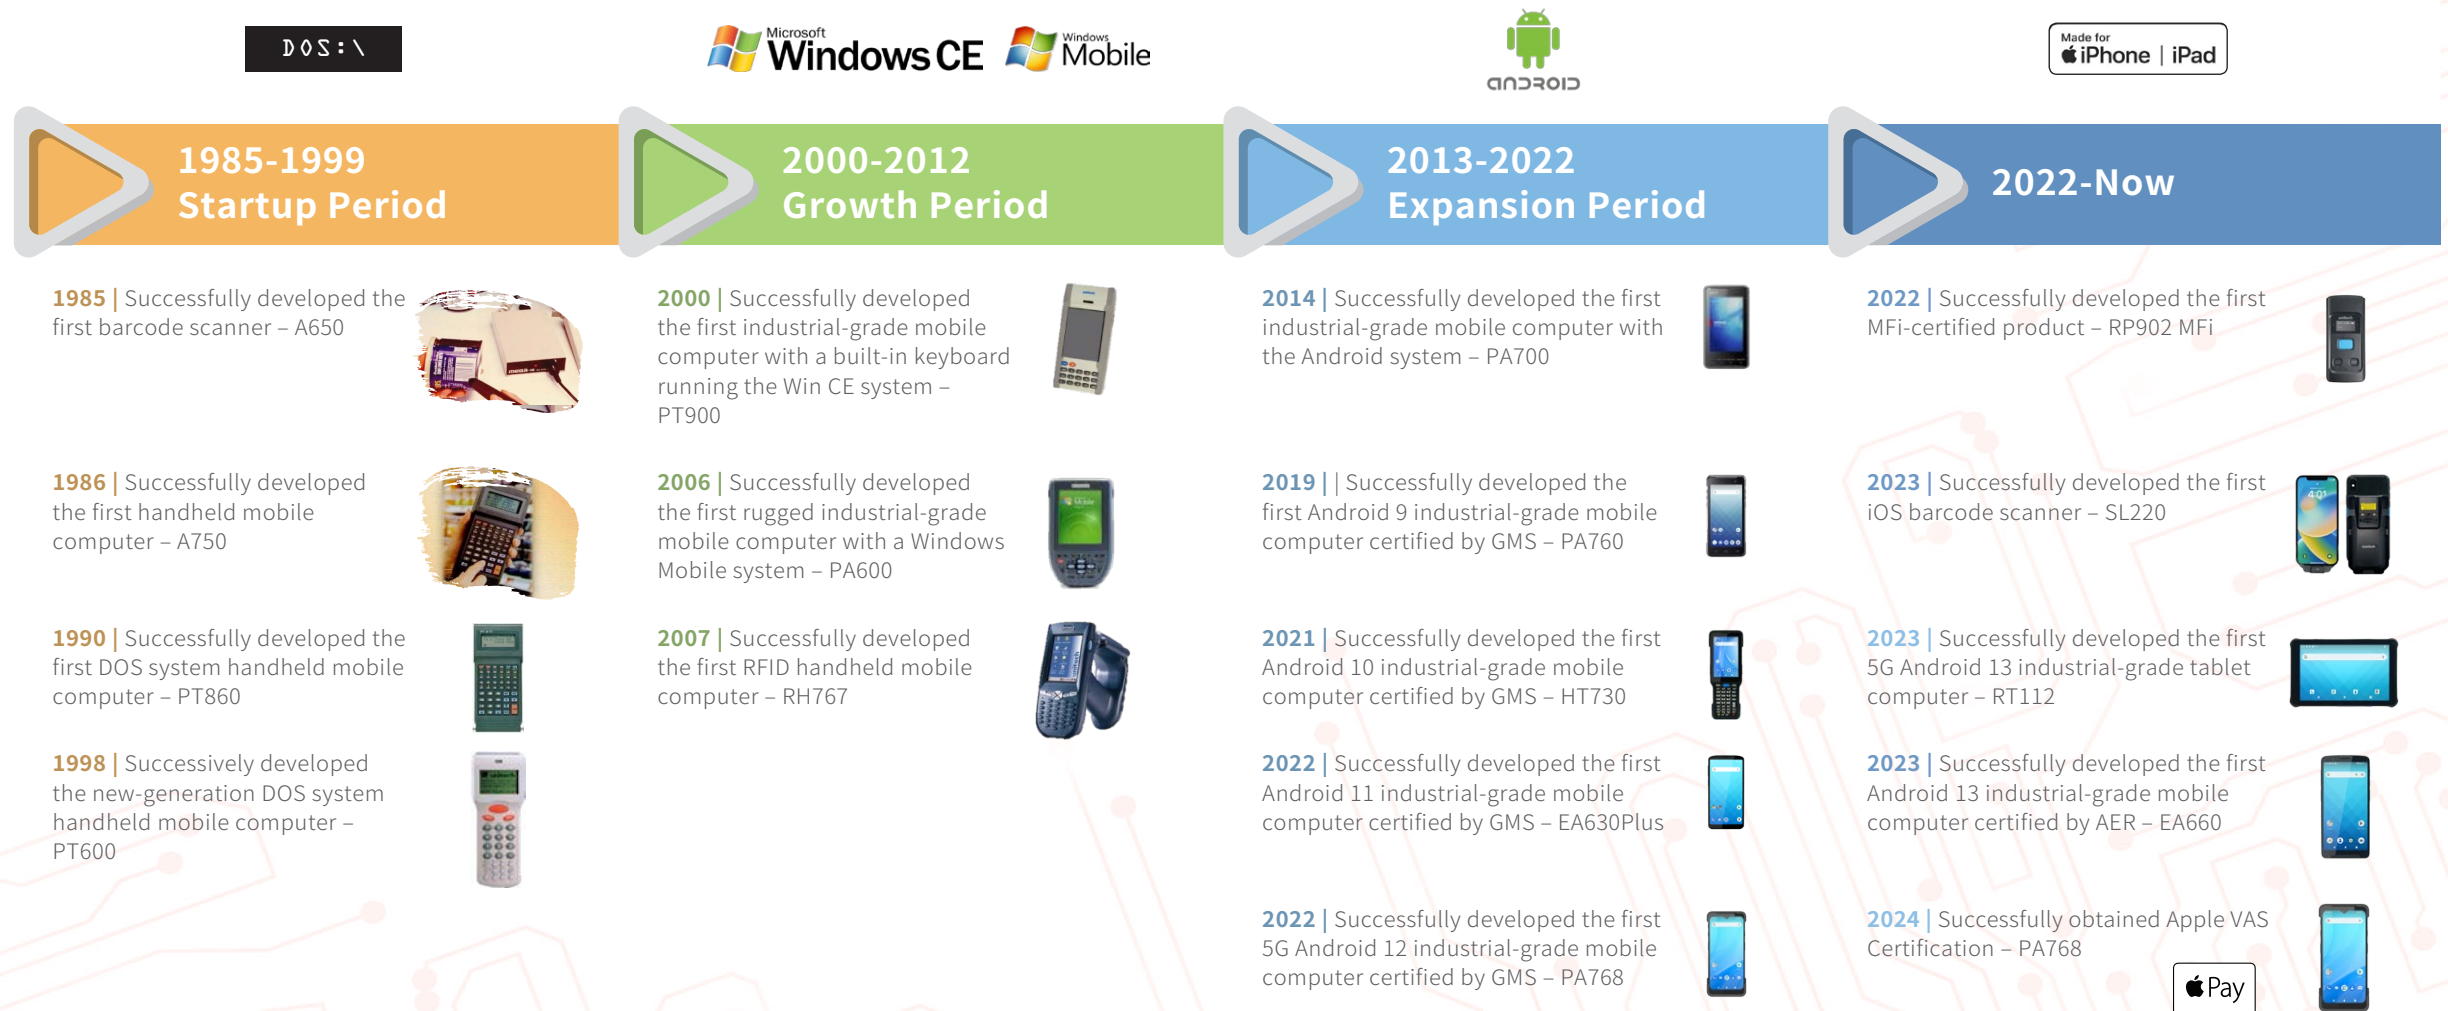 DOS:\
Microsoft
Windows CE
Windows
Mobile
ANDROID
Made for
iPhone | iPad
1985-1999
Startup Period
2000-2012
Growth Period
2013-2022
Expansion Period
2022-Now
1985 | Successfully developed the
first barcode scanner – A650
1986 | Successfully developed
the first handheld mobile
computer – A750
1990 | Successfully developed the
first DOS system handheld mobile
computer – PT860
1998 | Successively developed
the new-generation DOS system
handheld mobile computer –
PT600
2000 | Successfully developed
the first industrial-grade mobile
computer with a built-in keyboard
running the Win CE system –
PT900
2006 | Successfully developed
the first rugged industrial-grade
mobile computer with a Windows
Mobile system – PA600
2007 | Successfully developed
the first RFID handheld mobile
computer – RH767
2014 | Successfully developed the first
industrial-grade mobile computer with
the Android system – PA700
2019 | | Successfully developed the
first Android 9 industrial-grade mobile
computer certified by GMS – PA760
2021 | Successfully developed the first
Android 10 industrial-grade mobile
computer certified by GMS – HT730
2022 | Successfully developed the first
Android 11 industrial-grade mobile
computer certified by GMS – EA630Plus
2022 | Successfully developed the first
5G Android 12 industrial-grade mobile
computer certified by GMS – PA768
2022 | Successfully developed the first
MFi-certified product – RP902 MFi
2023 | Successfully developed the first
iOS barcode scanner – SL220
4:01
2023 | Successfully developed the first
5G Android 13 industrial-grade tablet
computer – RT112
2023 | Successfully developed the first
Android 13 industrial-grade mobile
computer certified by AER – EA660
2024 | Successfully obtained Apple VAS
Certification – PA768
Pay